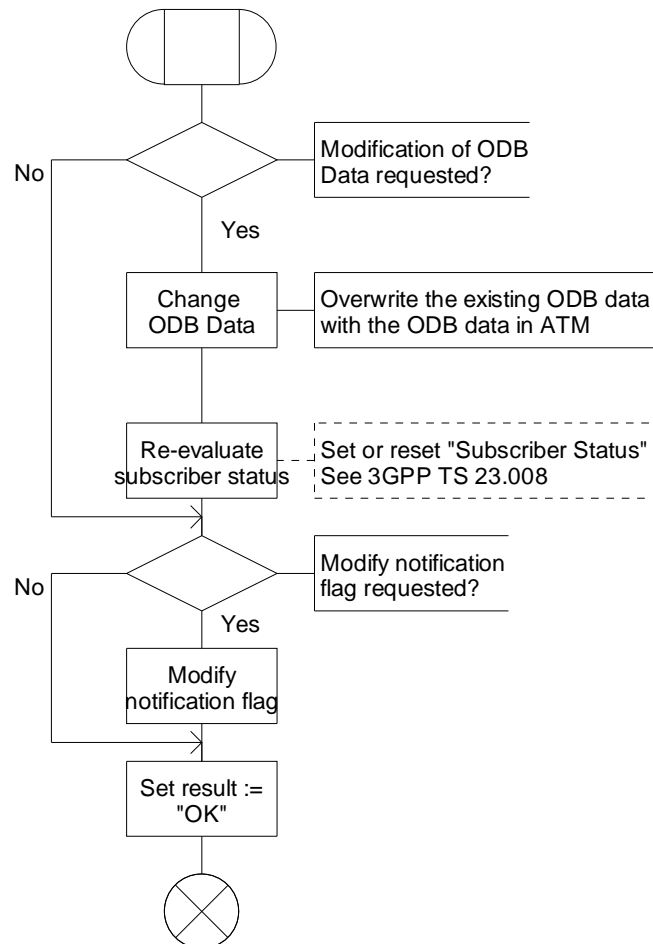 Modification of ODB
Data requested?
No
Yes
Change
ODB Data
Overwrite the existing ODB data
with the ODB data in ATM
Re-evaluate
subscriber status
Set or reset "Subscriber Status"
See 3GPP TS 23.008
Modify notification
flag requested?
No
Yes
Modify
notification flag
Set result :=
"OK"